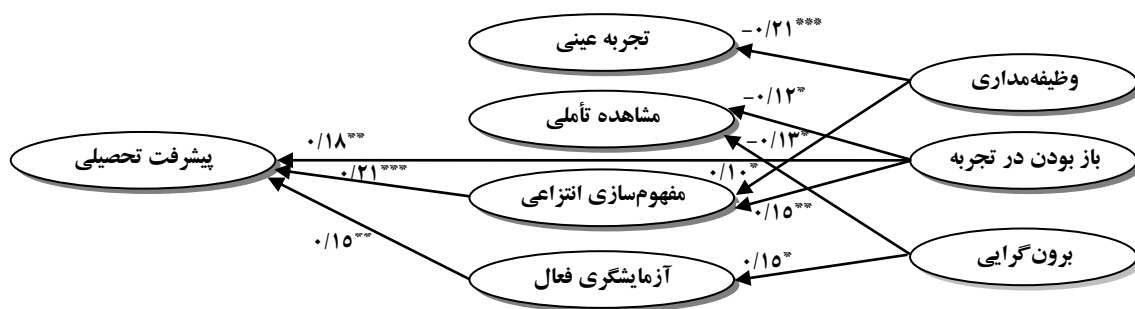 -۰/۲۱***
تجربه عینی
وظیفه‌مداری
-۰/۱۲*
مشاهده تأملی
-۰/۱۳*
۰/۱۸**
باز بودن در تجربه
پیشرفت تحصیلی
۰/۱۰*
۰/۲۱***
مفهوم‌سازی انتزاعی
۰/۱۵**
۰/۱۵**
برون‌گرایی
۰/۱۵*
آزمایشگری فعال